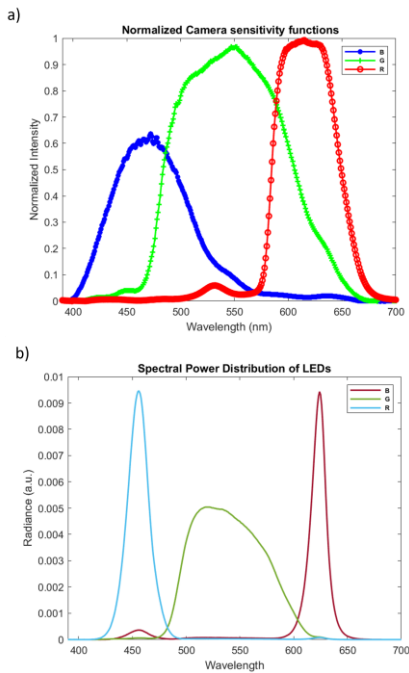 a)
Normalized Camera sensitivity functions
B
G
R
1
0.9
0.8
0.7
0.6
0.5
0.4
0.3
0.2
0.1
0
Normalized Intensity
400 450 500 550 600 650 700
Wavelength (nm)
b)
Spectral Power Distribution of LEDs
B
G
R
0.01
0.009
0.008
0.007
0.006
0.005
0.004
0.003
0.002
0.001
0
Radiance (a.u.)
400 450 500 550 600 650 700
Wavelength